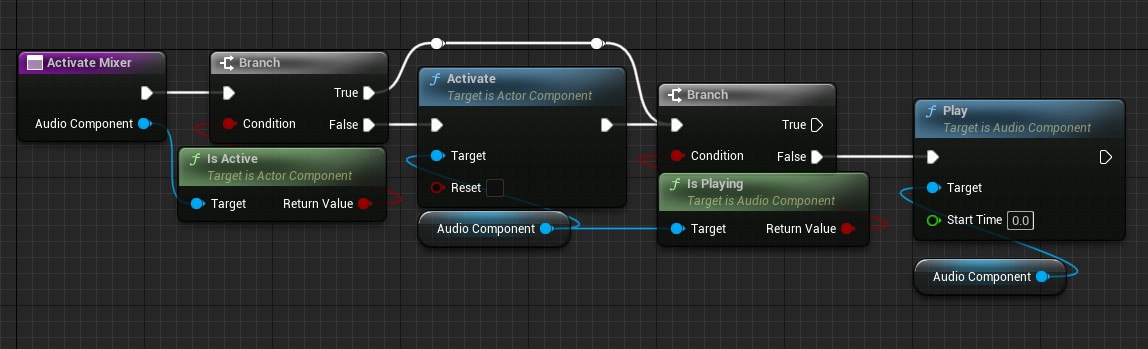 Activate Mixer
Audio Component
Branch
True
Condition
False
Is Active
Target is Actor Component
Target
Return Value
Activate
Target is Actor Component
Target
Reset
Audio Component
Branch
True
Condition
False
Is Playing
Target is Audio Component
Target
Return Value
Play
Target is Audio Component
Target
Start Time 0.0
Audio Component